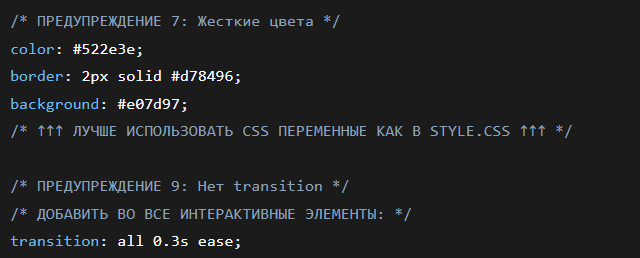 /* ПРЕДУПРЕЖДЕНИЕ 7: Жесткие цвета */
color: #522e3e;
border: 2px solid #d78496;
background: #e07d97;
/* ↑↑↑ ЛУЧШЕ ИСПОЛЬЗОВАТЬ CSS ПЕРЕМЕННЫЕ КАК В STYLE.CSS ↑↑↑ */
/* ПРЕДУПРЕЖДЕНИЕ 9: Нет transition */
/* ДОБАВИТЬ ВО ВСЕ ИНТЕРАКТИВНЫЕ ЭЛЕМЕНТЫ: */
transition: all 0.3s ease;